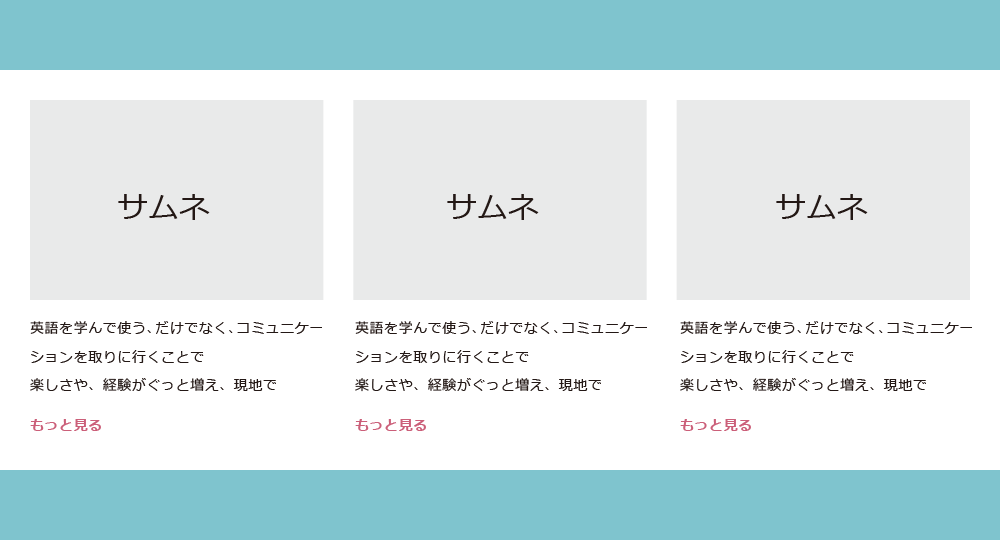 サムネ
英語を学んで使う､だけでなく､コミュニケー
ションを取りに行くことで
楽しさや、経験がぐっと増え、現地で
もっと見る
サムネ
英語を学んで使う､だけでなく､コミュニケー
ションを取りに行くことで
楽しさや、経験がぐっと増え、現地で
もっと見る
サムネ
英語を学んで使う､だけでなく､コミュニケー
ションを取りに行くことで
楽しさや、経験がぐっと増え、現地で
もっと見る